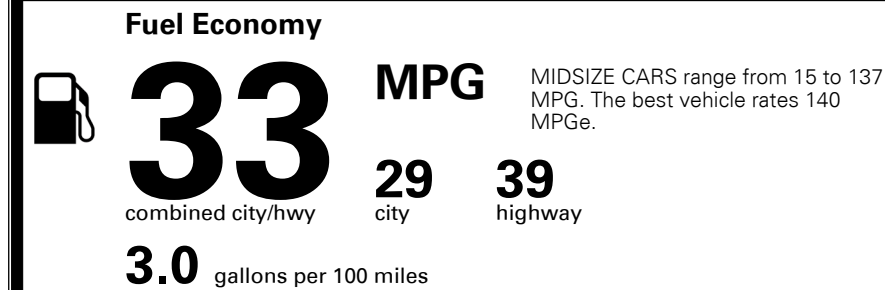 Fuel Economy
33
MPG
MIDSIZE CARS range from 15 to 137
MPG. The best vehicle rates 140
MPGe.
combined city/hwy
29
city
39
highway
3.0 gallons per 100 miles